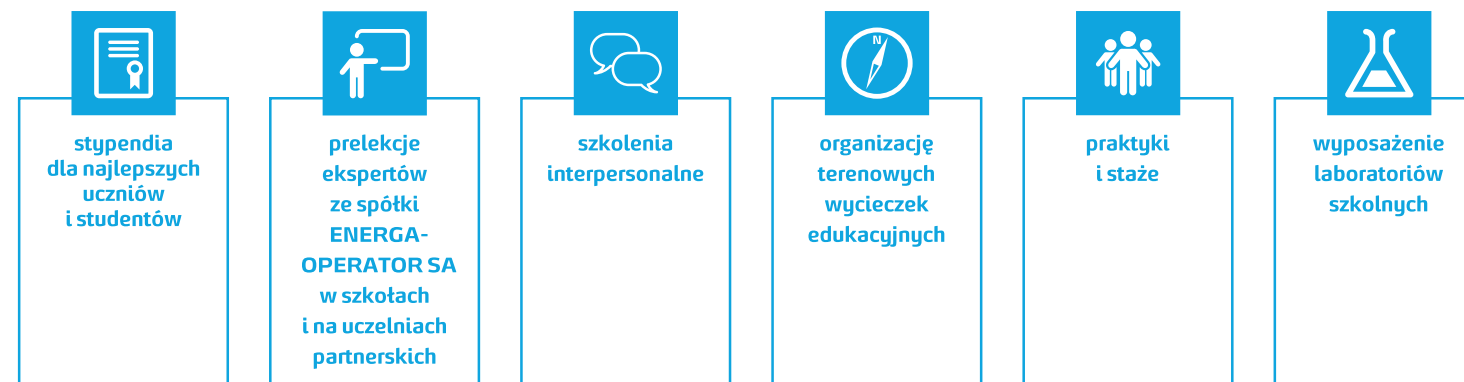 stypendia
dla najlepszych
uczniów
i studentów
prelekcje
ekspertów
ze spółki
ENERGA-
OPERATOR SA
w szkołach
i na uczelniach
partnerskich
szkolenia
interpersonalne
N
organizację
terenowych
wycieczek
edukacyjnych
praktyki
i staże
wyposażenie
laboratoriów
szkolnych